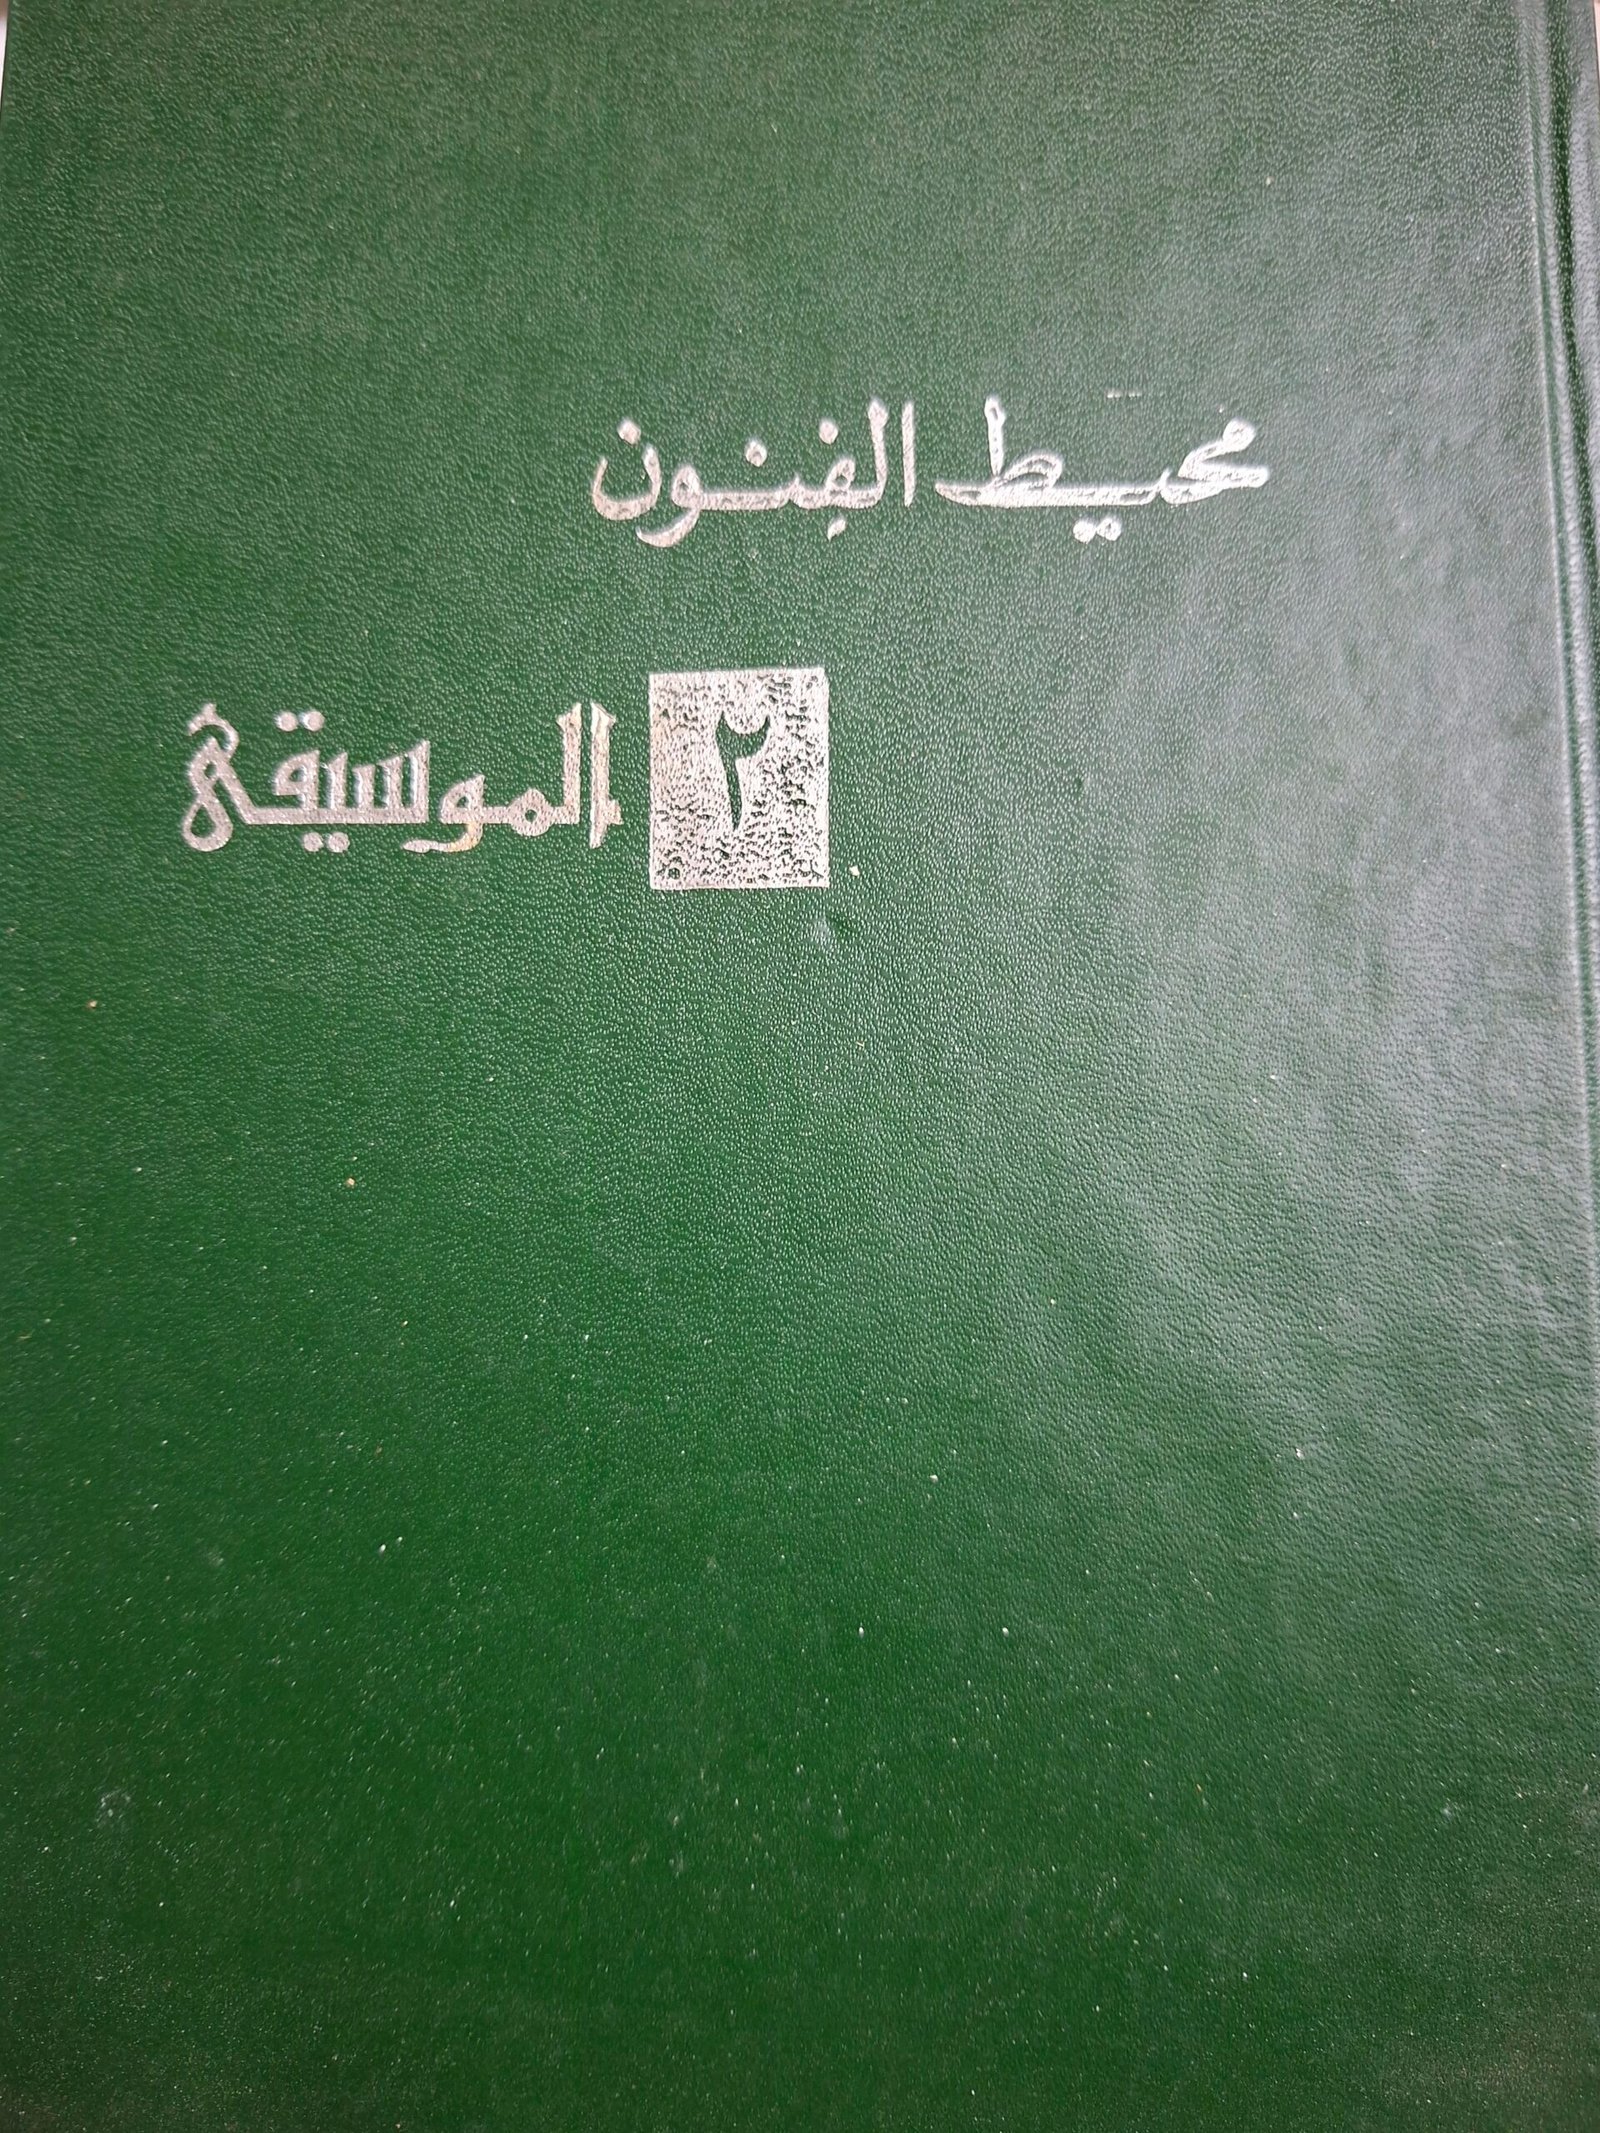 محيط الفنون
٢ الموسيقى